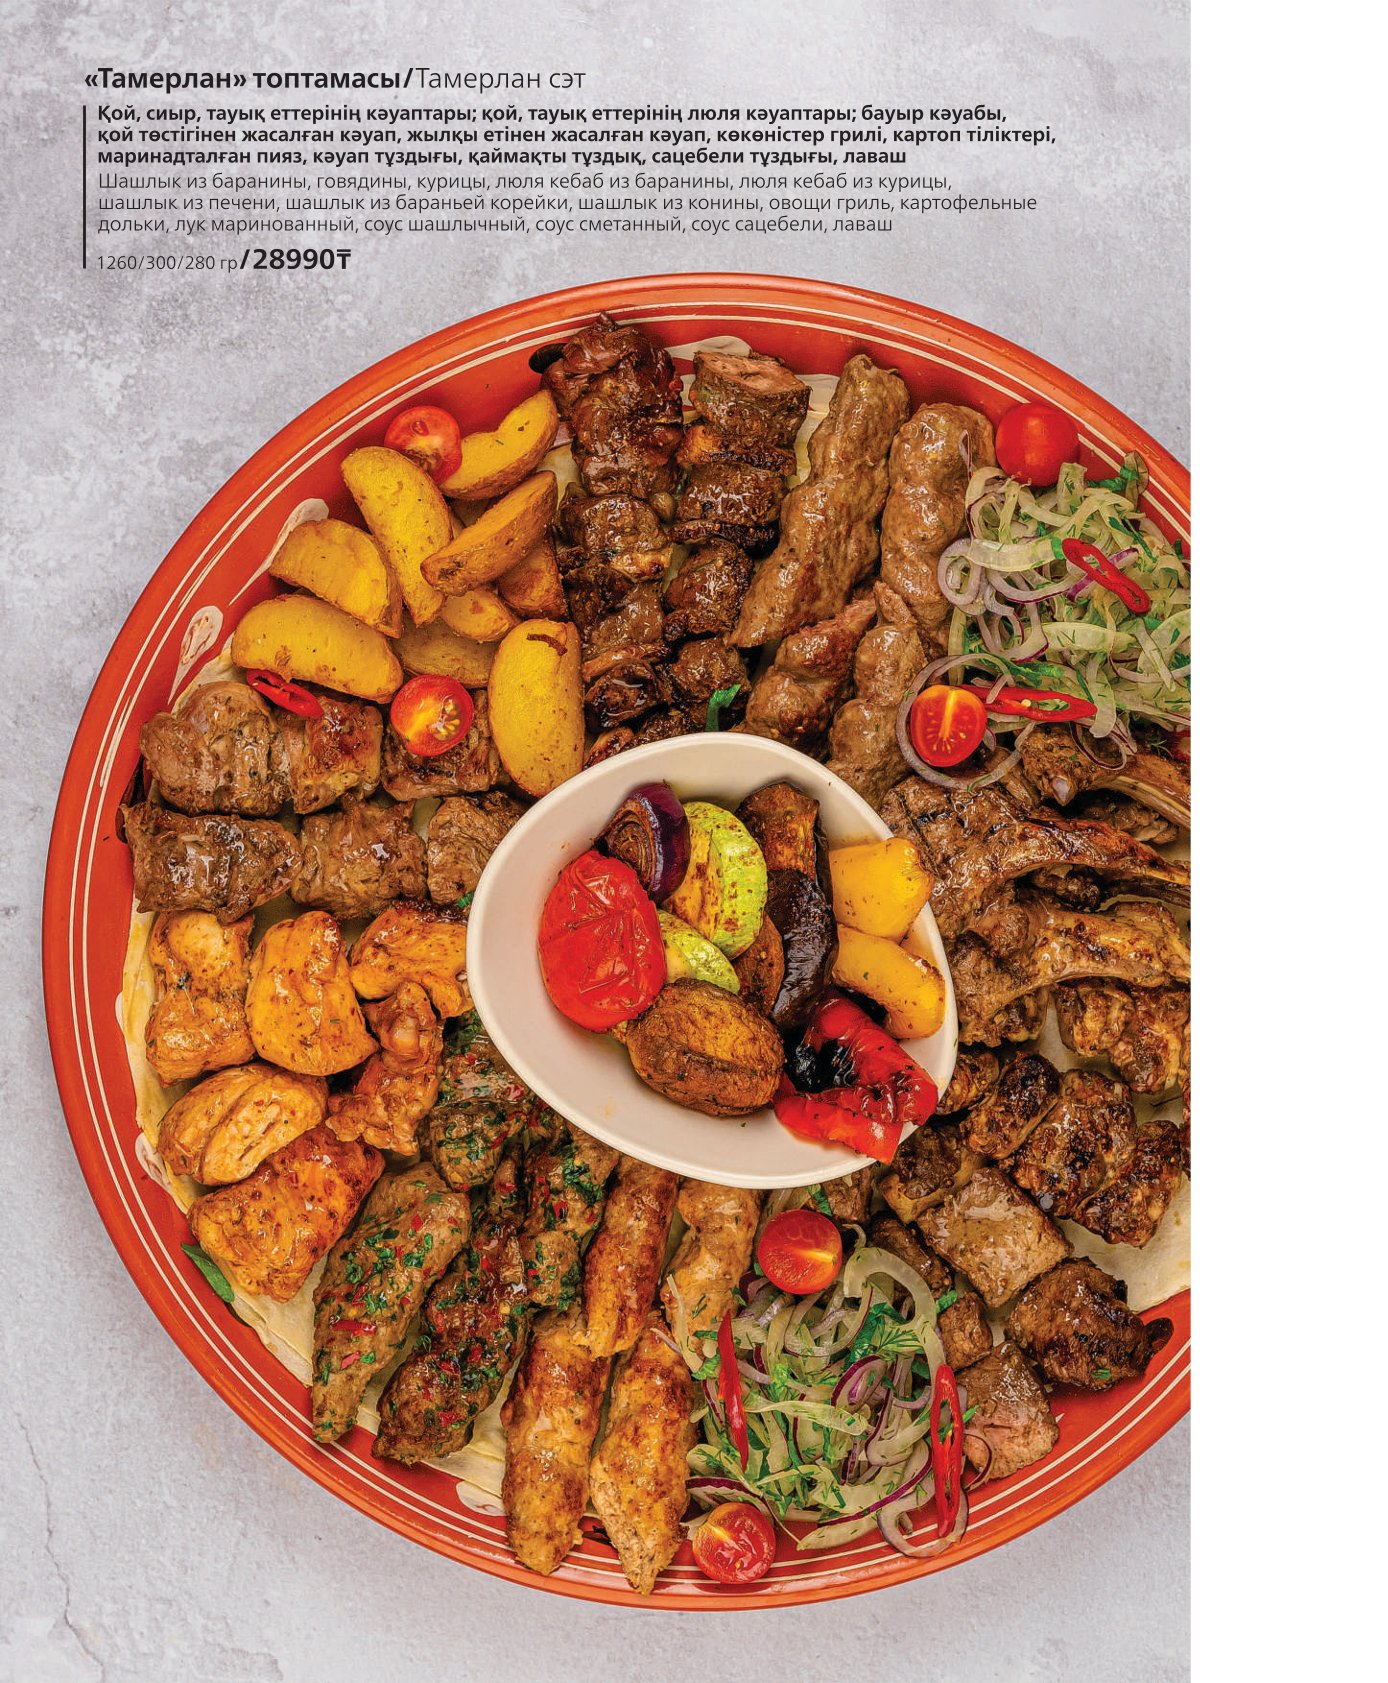 «Тамерлан» топтамасы/Тамерлан сэт
Қой, сиыр, тауық еттерінің кәуаптары; қой, тауық еттерінің люля кәуаптары; бауыр кәуабы,
қой төстігінен жасалған кәуап, жылқы етінен жасалған кәуап, көкөністер грилі, картоп тіліктері,
маринадталған пияз, кәуап тұздығы, қаймақты тұздық, сацебели тұздығы, лаваш
Шашлык из баранины, говядины, курицы, люля кебаб из баранины, люля кебаб из курицы,
шашлык из печени, шашлык из бараньей корейки, шашлык из конины, овощи гриль, картофельные
дольки, лук маринованный, соус шашлычный, соус сметанный, соус сацебели, лаваш
1260/300/280 гр/28990₸